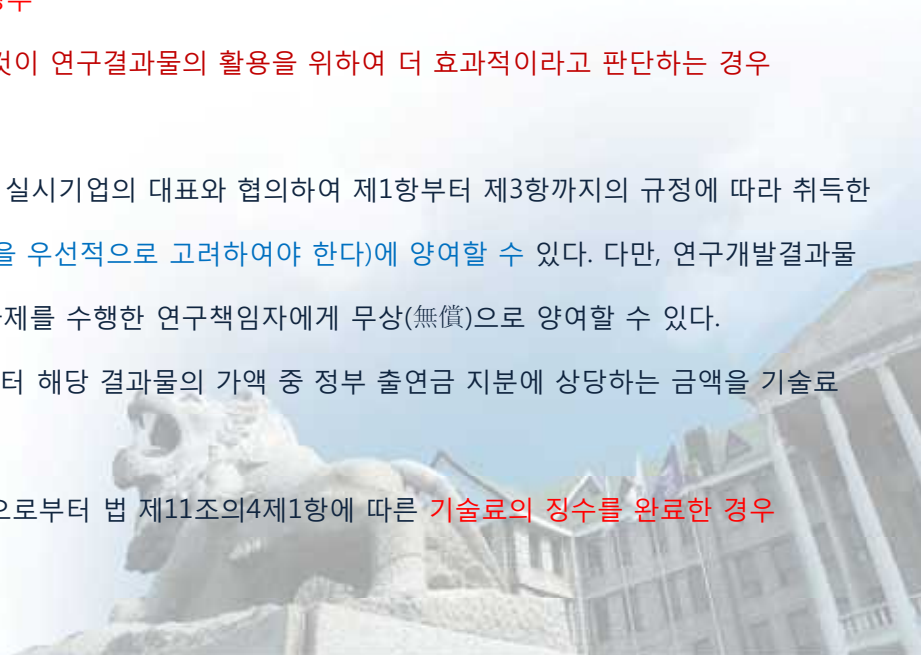 것이 연구결과물의 활용을 위하여 더 효과적이라고 판단하는 경우
실시기업의 대표와 협의하여 제1항부터 제3항까지의 규정에 따라 취득한
을 우선적으로 고려하여야 한다)에 양여할 수 있다. 다만, 연구개발결과물
제를 수행한 연구책임자에게 무상(無償)으로 양여할 수 있다.
터 해당 결과물의 가액 중 정부 출연금 지분에 상당하는 금액을 기술료
으로부터 법 제11조의4제1항에 따른 기술료의 징수를 완료한 경우